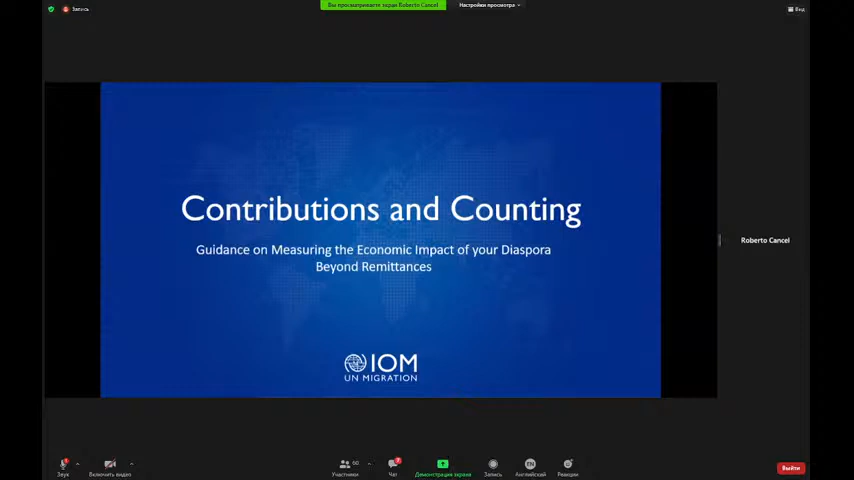 Запись
Вы просматриваете экран Roberto Cancel
Настройки просмотра
Вид
Contributions and Counting
Guidance on Measuring the Economic Impact of your Diaspora
Beyond Remittances
IOM
UN MIGRATION
Roberto Cancel
Звук
Включить видео
60
Участники
7
Чат
Демонстрация экрана
Запись
EN
Английский
Реакции
Выйти